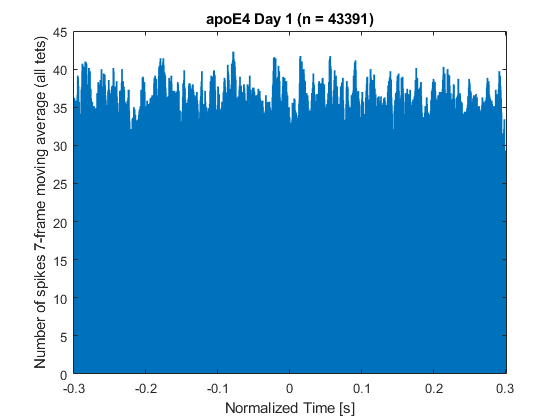 apoE4 Day 1 (n = 43391)
45
40
35
30
25
20
15
10
5
0
Number of spikes 7-frame moving average (all tets)
-0.3 -0.2 -0.1 0 0.1 0.2 0.3
Normalized Time [s]